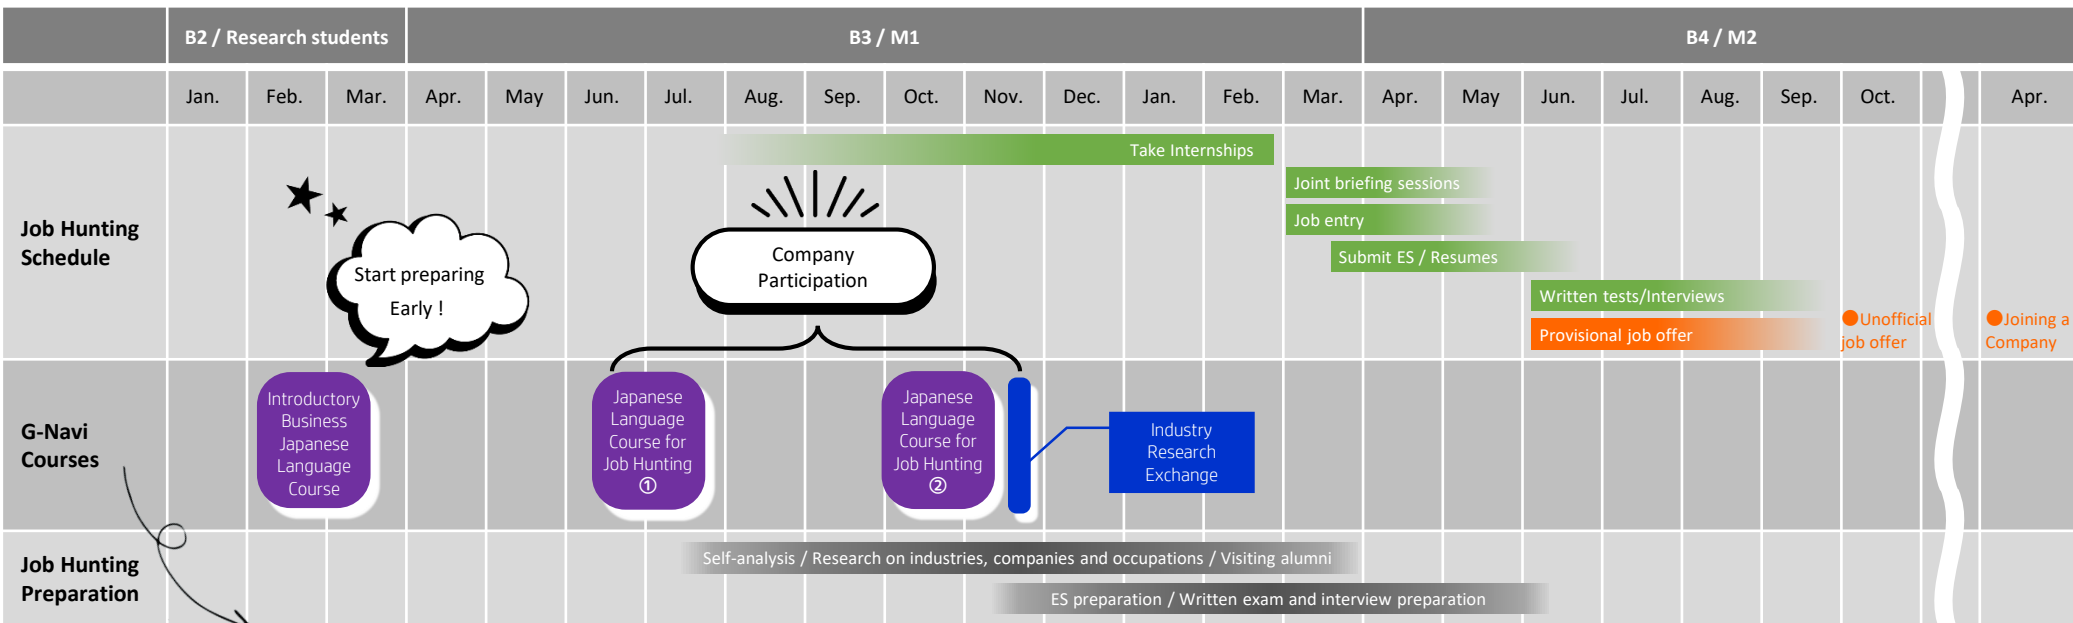 B2 / Research students
B3 / M1
B4 / M2
Jan.
Feb.
Mar.
Apr.
May
Jun.
Jul.
Aug.
Sep.
Oct.
Nov.
Dec.
Jan.
Feb.
Mar.
Apr.
May
Jun.
Jul.
Aug.
Sep.
Oct.
Apr.
Job Hunting
Schedule
Take Internships
Joint briefing sessions
Job entry
Submit ES / Resumes
Written tests/Interviews
Provisional job offer
●Unofficial
job offer
●Joining a
Company
Start preparing
Early !
Company
Participation
G-Navi
Courses
Introductory
Business
Japanese
Language
Course
Japanese
Language
Course for
Job Hunting
①
Japanese
Language
Course for
Job Hunting
②
Industry
Research
Exchange
Job Hunting
Preparation
Self-analysis / Research on industries, companies and occupations / Visiting alumni
ES preparation / Written exam and interview preparation